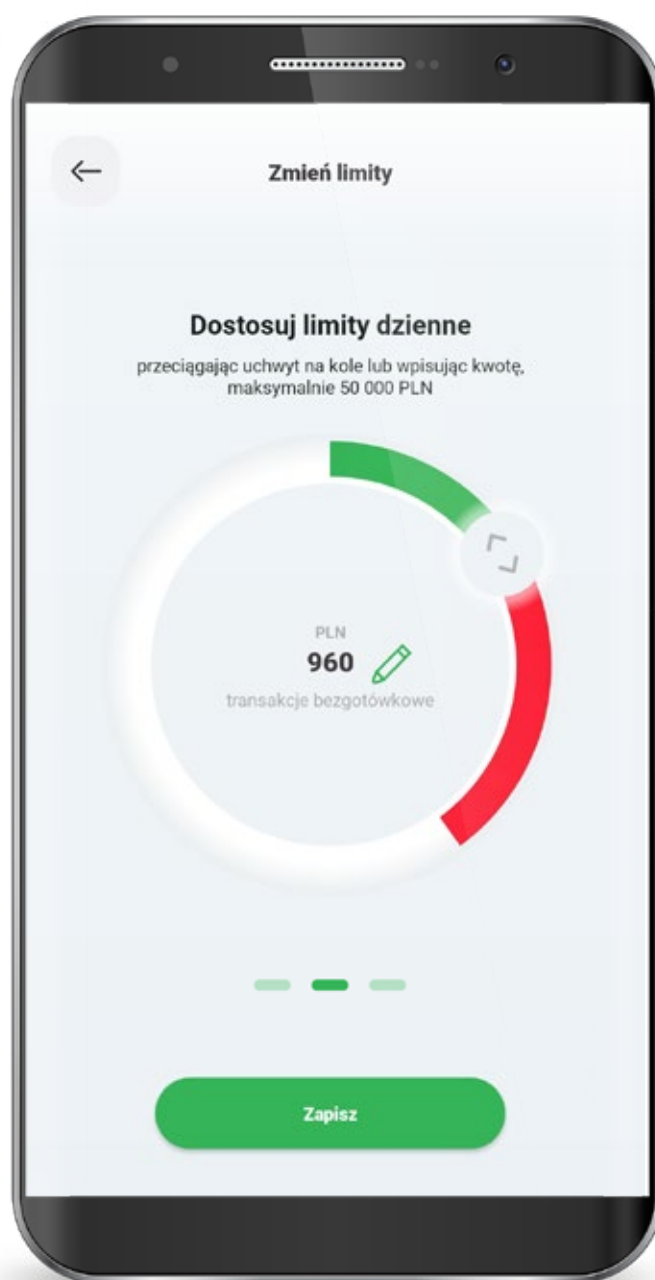 Zmień limity
Dostosuj limity dzienne
przeciągając uchwyt na kole lub wpisując kwotę,
maksymalnie 50 000 PLN
PLN
960
transakcje bezgotówkowe
Zapisz